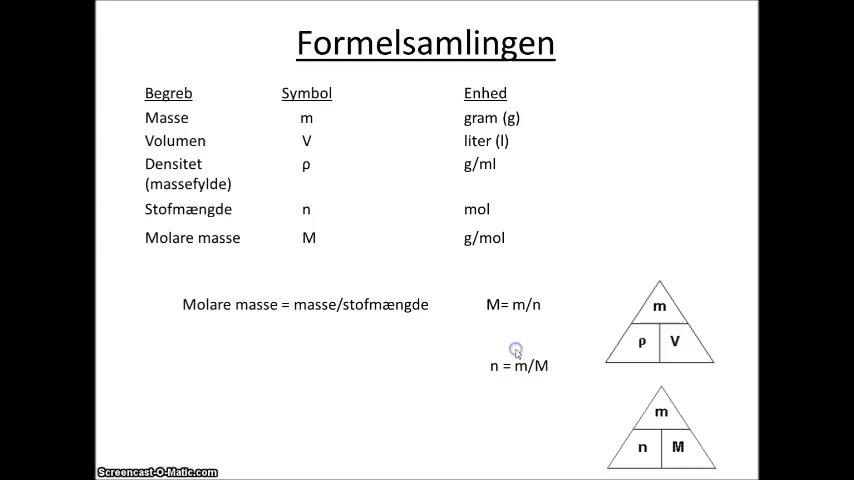 Formelsamlingen
Begreb Symbol Enhed
Masse m gram (g)
Volumen V liter (l)
Densitet ρ g/ml
(massefylde)
Stofmængde n mol
Molare masse M g/mol
Molare masse = masse/stofmængde M= m/n
n = m/M
m
ρ V
m
n M
Screencast-O-Matic.com